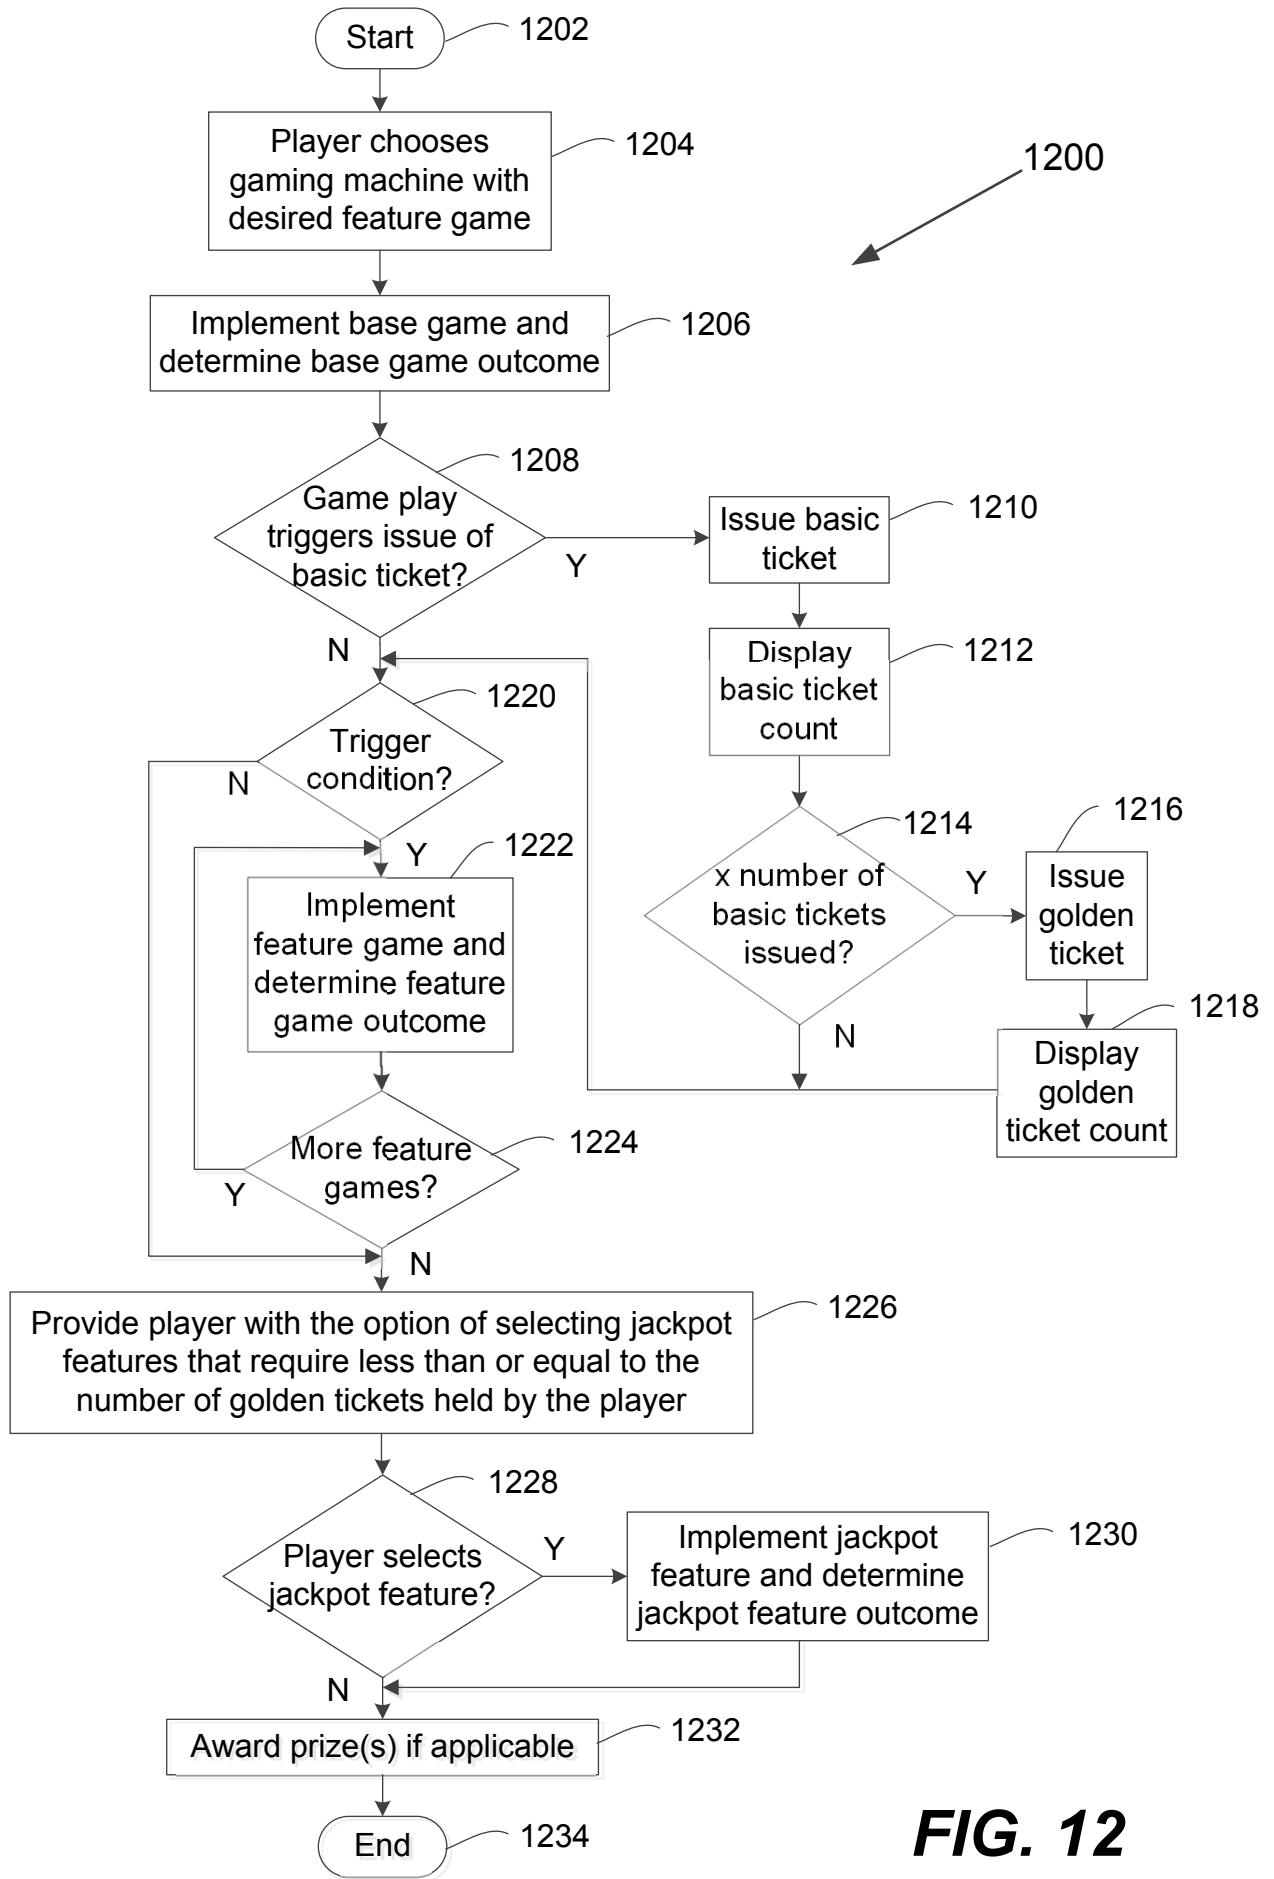 Start
1202
Player chooses
gaming machine with
desired feature game
1204
1200
Implement base game and
determine base game outcome
1206
Game play
triggers issue of
basic ticket?
1208
Y
N
Issue basic
ticket
1210
Display
basic ticket
count
1212
Trigger
condition?
1220
N
Y
x number of
basic tickets
issued?
1214
Y
N
Issue
golden
ticket
1216
Display
golden
ticket count
1218
Implement
feature game and
determine feature
game outcome
1222
More feature
games?
1224
Y
N
Provide player with the option of selecting jackpot
features that require less than or equal to the
number of golden tickets held by the player
1226
Player selects
jackpot feature?
1228
Y
N
Implement jackpot
feature and determine
jackpot feature outcome
1230
Award prize(s) if applicable
1232
End
1234
FIG. 12